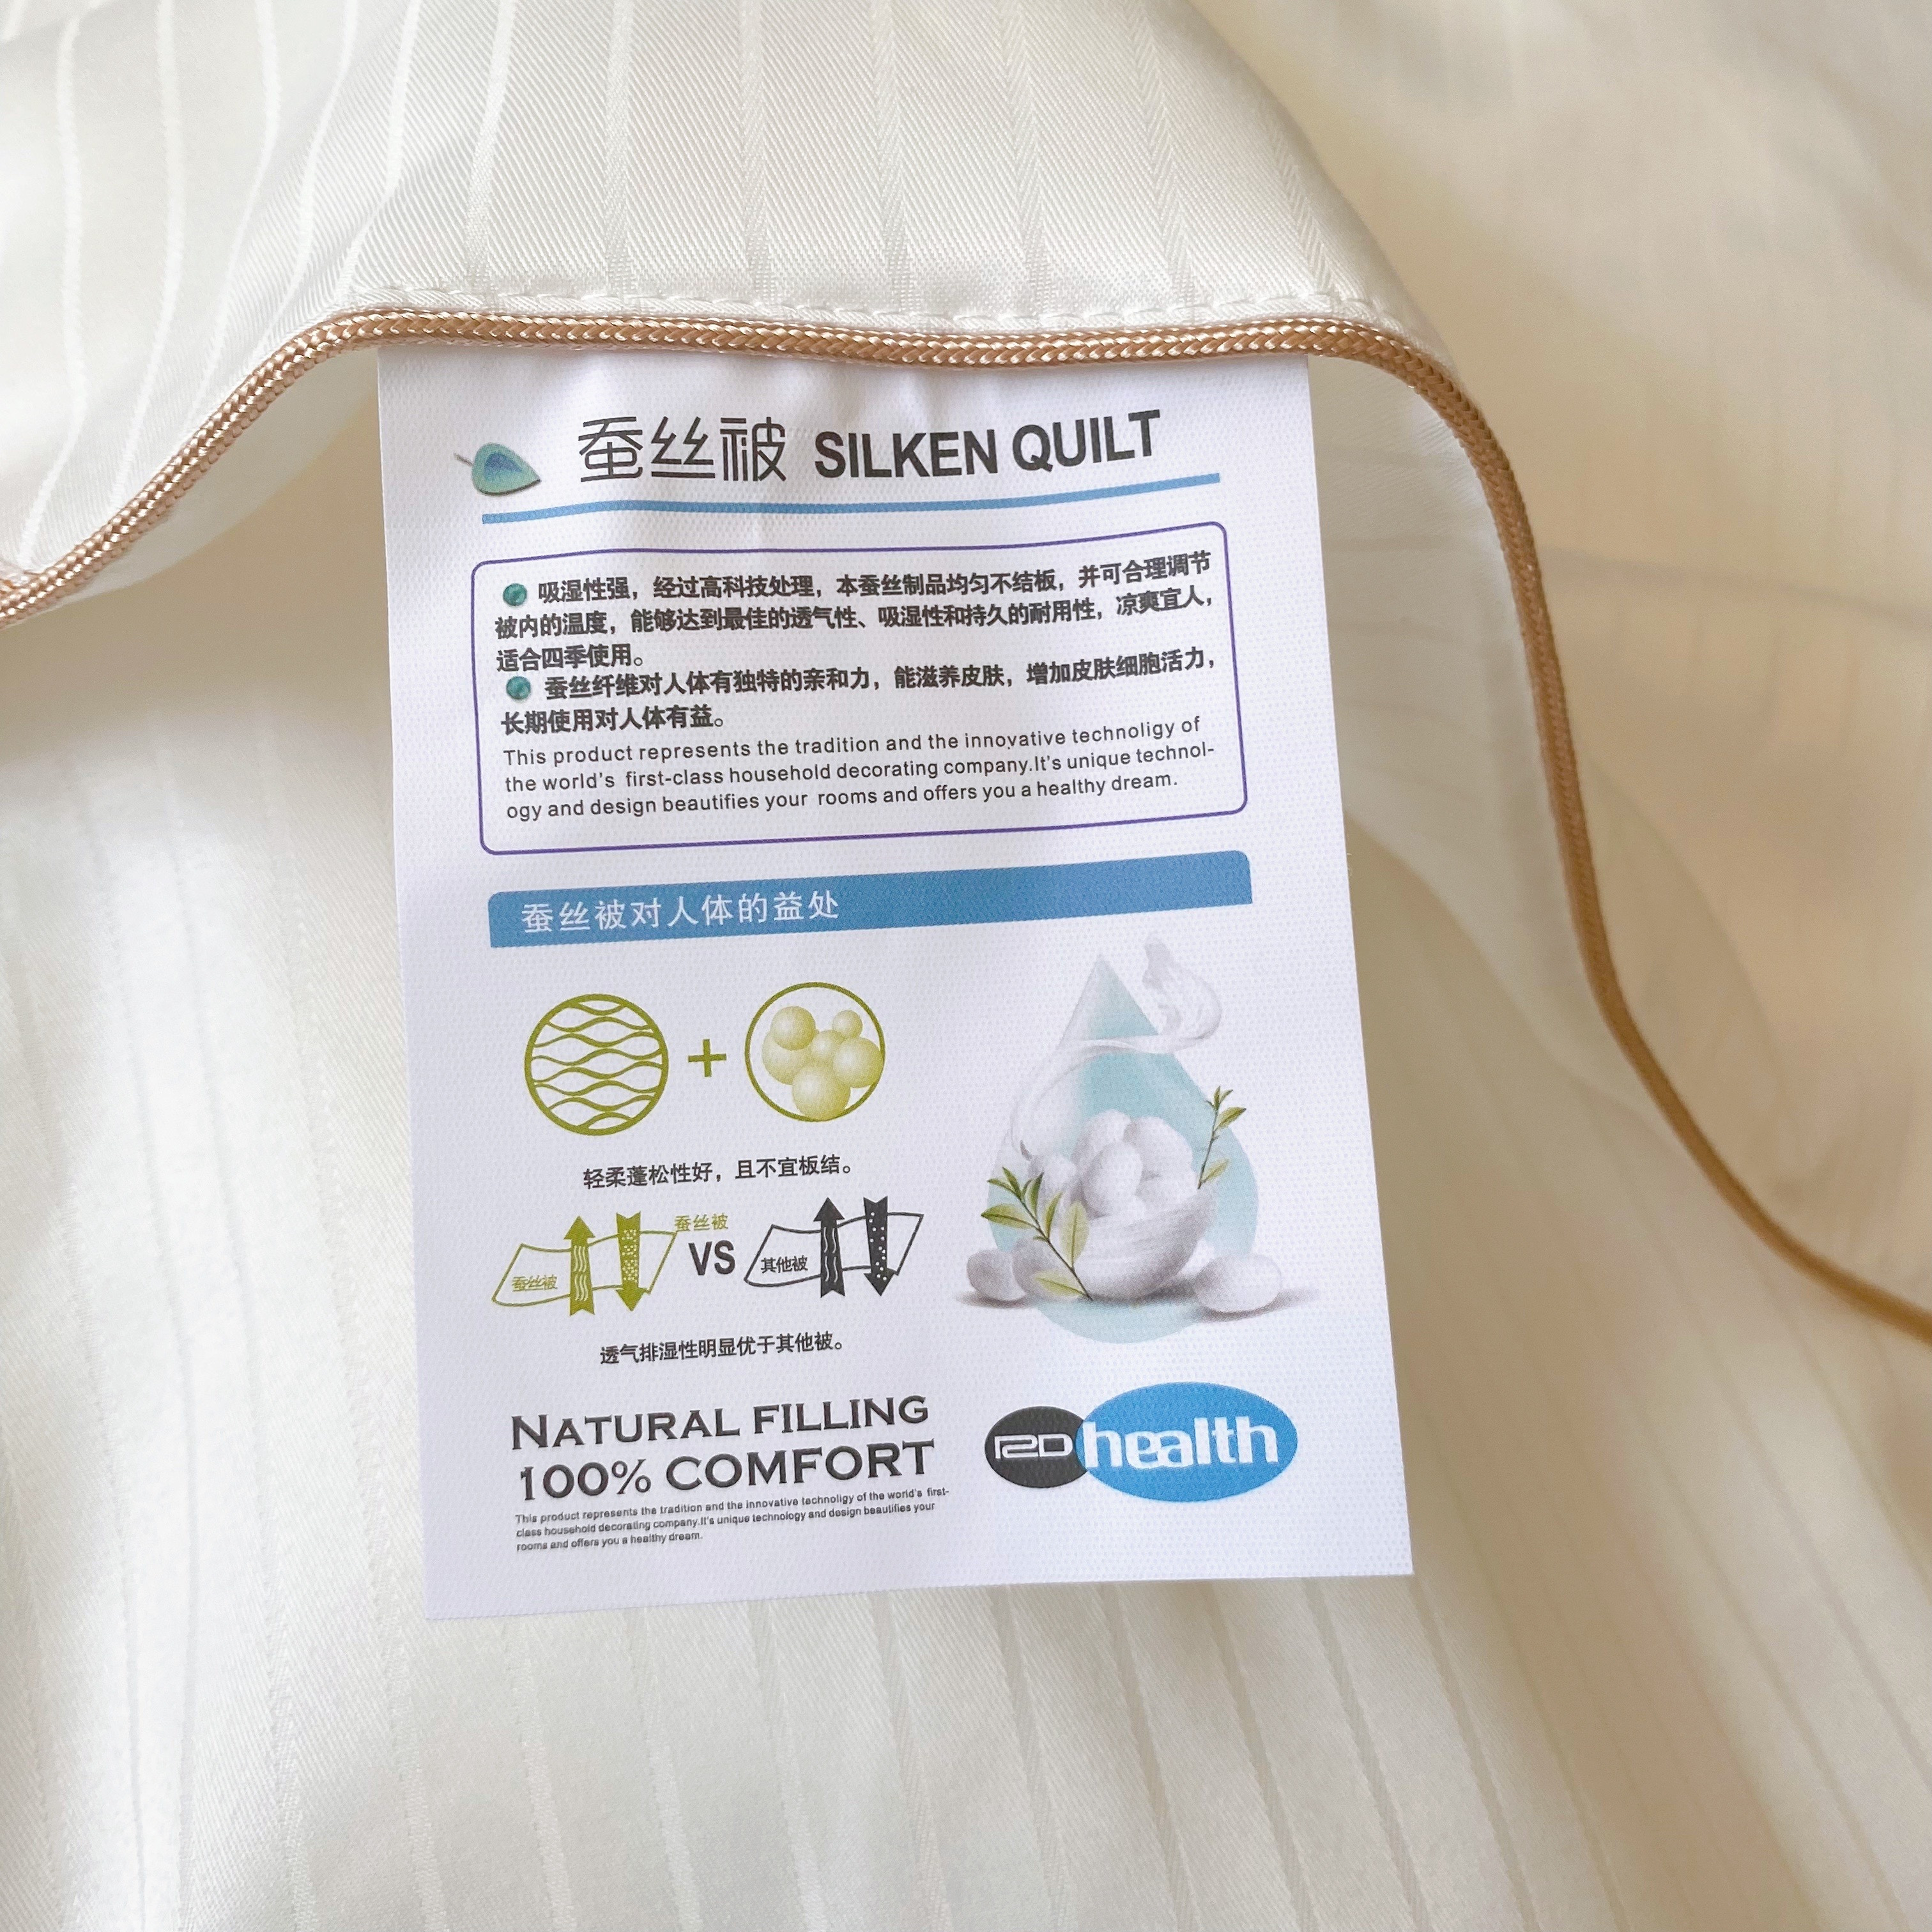 蚕丝被 SILKEN QUILT
吸湿性强，经过高科技处理，本蚕丝制品均匀不结板，并可合理调节
被内的温度，能够达到最佳的透气性、吸湿性和持久的耐用性，凉爽宜人，
适合四季使用。
蚕丝纤维对人体有独特的亲和力，能滋养皮肤，增加皮肤细胞活力，
长期使用对人体有益。
This product represents the tradition and the innovative technoligy of
the world's first-class household decorating company.It's unique technol-
ogy and design beautifies your rooms and offers you a healthy dream.
蚕丝被对人体的益处
+
轻柔蓬松性好，且不宜板结。
蚕丝被
蚕丝被
VS
其他被
透气排湿性明显优于其他被。
NATURAL FILLING
100% COMFORT
health
This product represents the tradition and the innovative technoligy of the world's first-
class household decorating company.It's unique technology and design beautifies your
rooms and offers you a healthy dream.